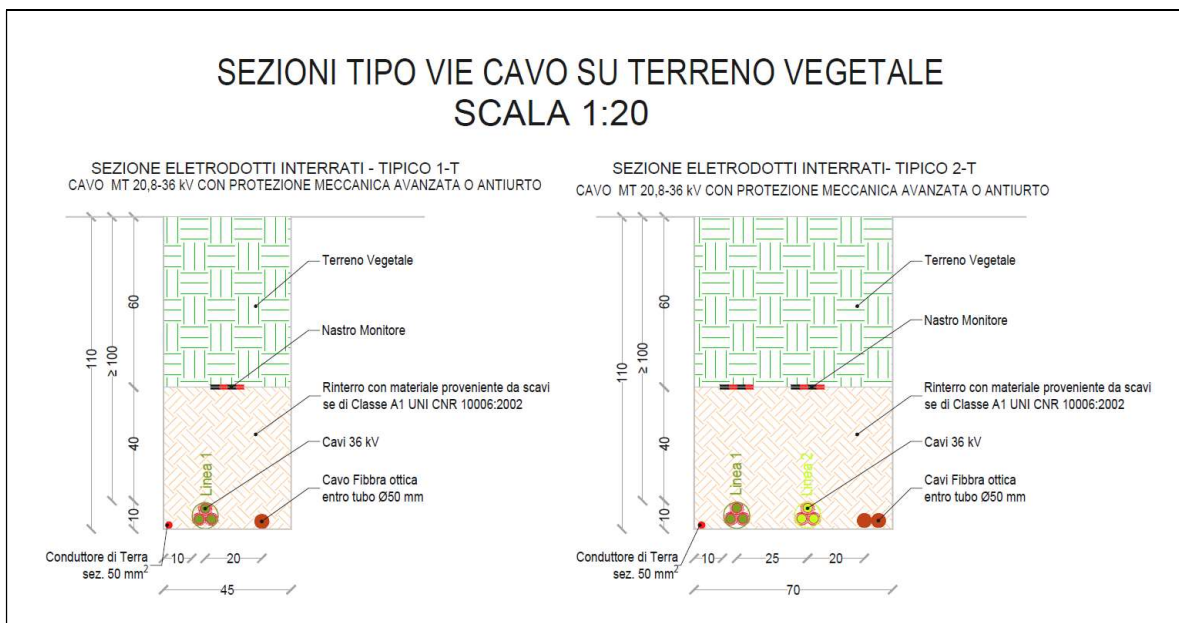 SEZIONI TIPO VIE CAVO SU TERRENO VEGETALE
SCALA 1:20
SEZIONE ELETRODOTTI INTERRATI - TIPICO 1-T
CAVO MT 20,8-36 kV CON PROTEZIONE MECCANICA AVANZATA O ANTIURTO
110
≥ 100
60
40
10
Terreno Vegetale
Nastro Monitore
Rinterro con materiale proveniente da scavi
se di Classe A1 UNI CNR 10006:2002
Linea 1
Cavi 36 kV
Cavo Fibbra ottica
entro tubo Ø50 mm
Conduttore di Terra
sez. 50 mm2
10
20
45
SEZIONE ELETRODOTTI INTERRATI- TIPICO 2-T
CAVO MT 20,8-36 kV CON PROTEZIONE MECCANICA AVANZATA O ANTIURTO
110
≥ 100
60
40
10
Terreno Vegetale
Nastro Monitore
Rinterro con materiale proveniente da scavi
se di Classe A1 UNI CNR 10006:2002
Linea 1
Linea 2
Cavi 36 kV
Cavi Fibbra ottica
entro tubo Ø50 mm
Conduttore di Terra
sez. 50 mm2
10
25
20
70